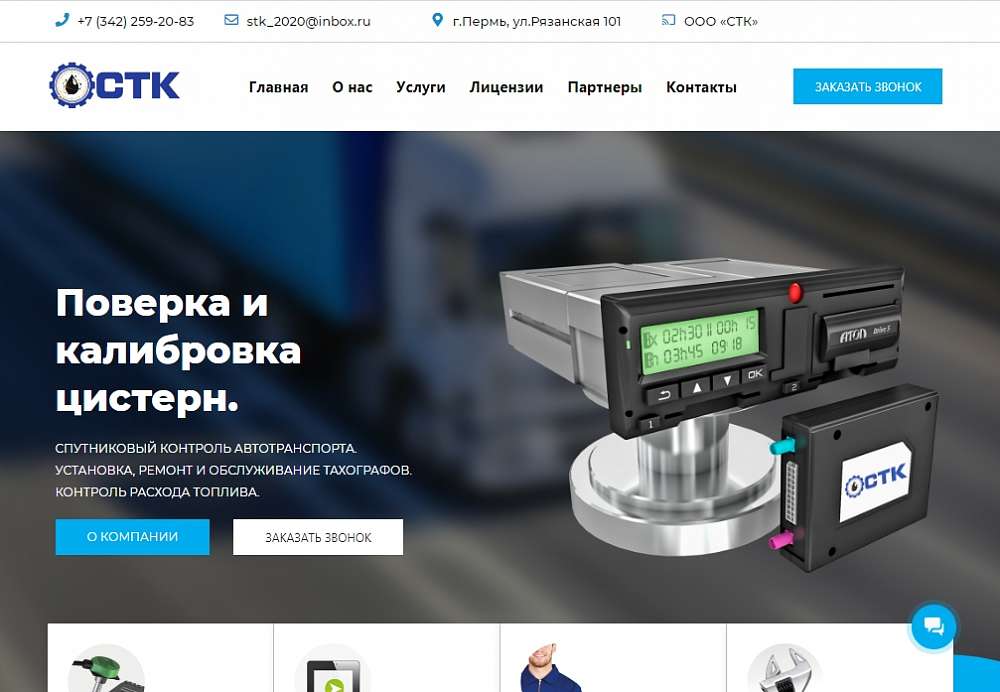 +7 (342) 259-20-83 stk_2020@inbox.ru г.Пермь, ул.Рязанская 101 ООО «СТК»
СТК Главная О нас Услуги Лицензии Партнеры Контакты ЗАКАЗАТЬ ЗВОНОК
Поверка и
калибровка
цистерн.
СПУТНИКОВЫЙ КОНТРОЛЬ АВТОТРАНСПОРТА.
УСТАНОВКА, РЕМОНТ И ОБСЛУЖИВАНИЕ ТАХОГРАФОВ.
КОНТРОЛЬ РАСХОДА ТОПЛИВА.
О КОМПАНИИ ЗАКАЗАТЬ ЗВОНОК
02h30 00h 15
03h45 09:18
OK
1
2
ATOL Drive 5
СТК